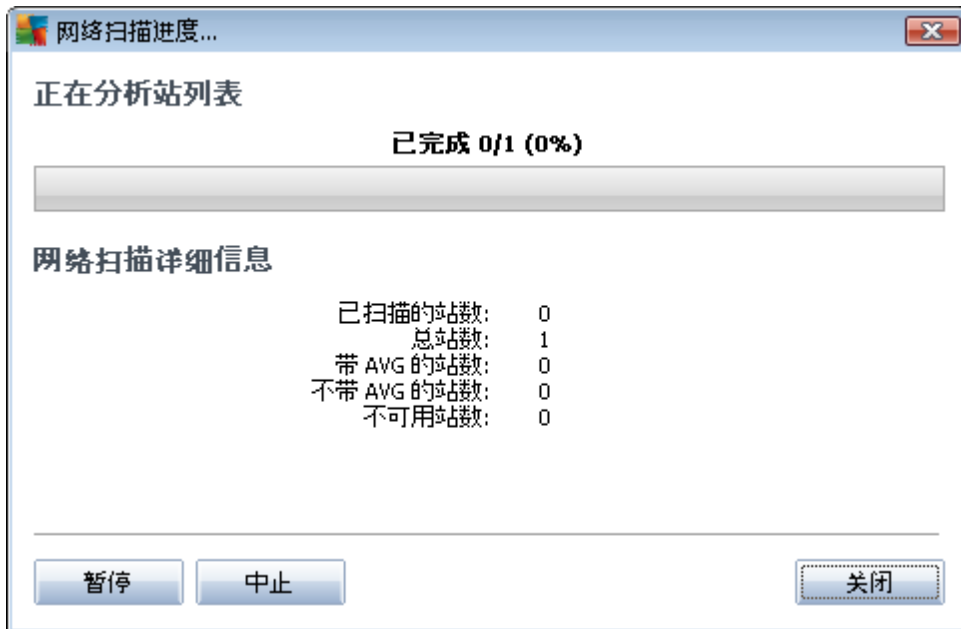 网络扫描进度...
正在分析站列表
已完成 0/1 (0%)
网络扫描详细信息
已扫描的站数: 0
总站数: 1
带 AVG 的站数: 0
不带 AVG 的站数: 0
不可用站数: 0
暂停 中止 关闭